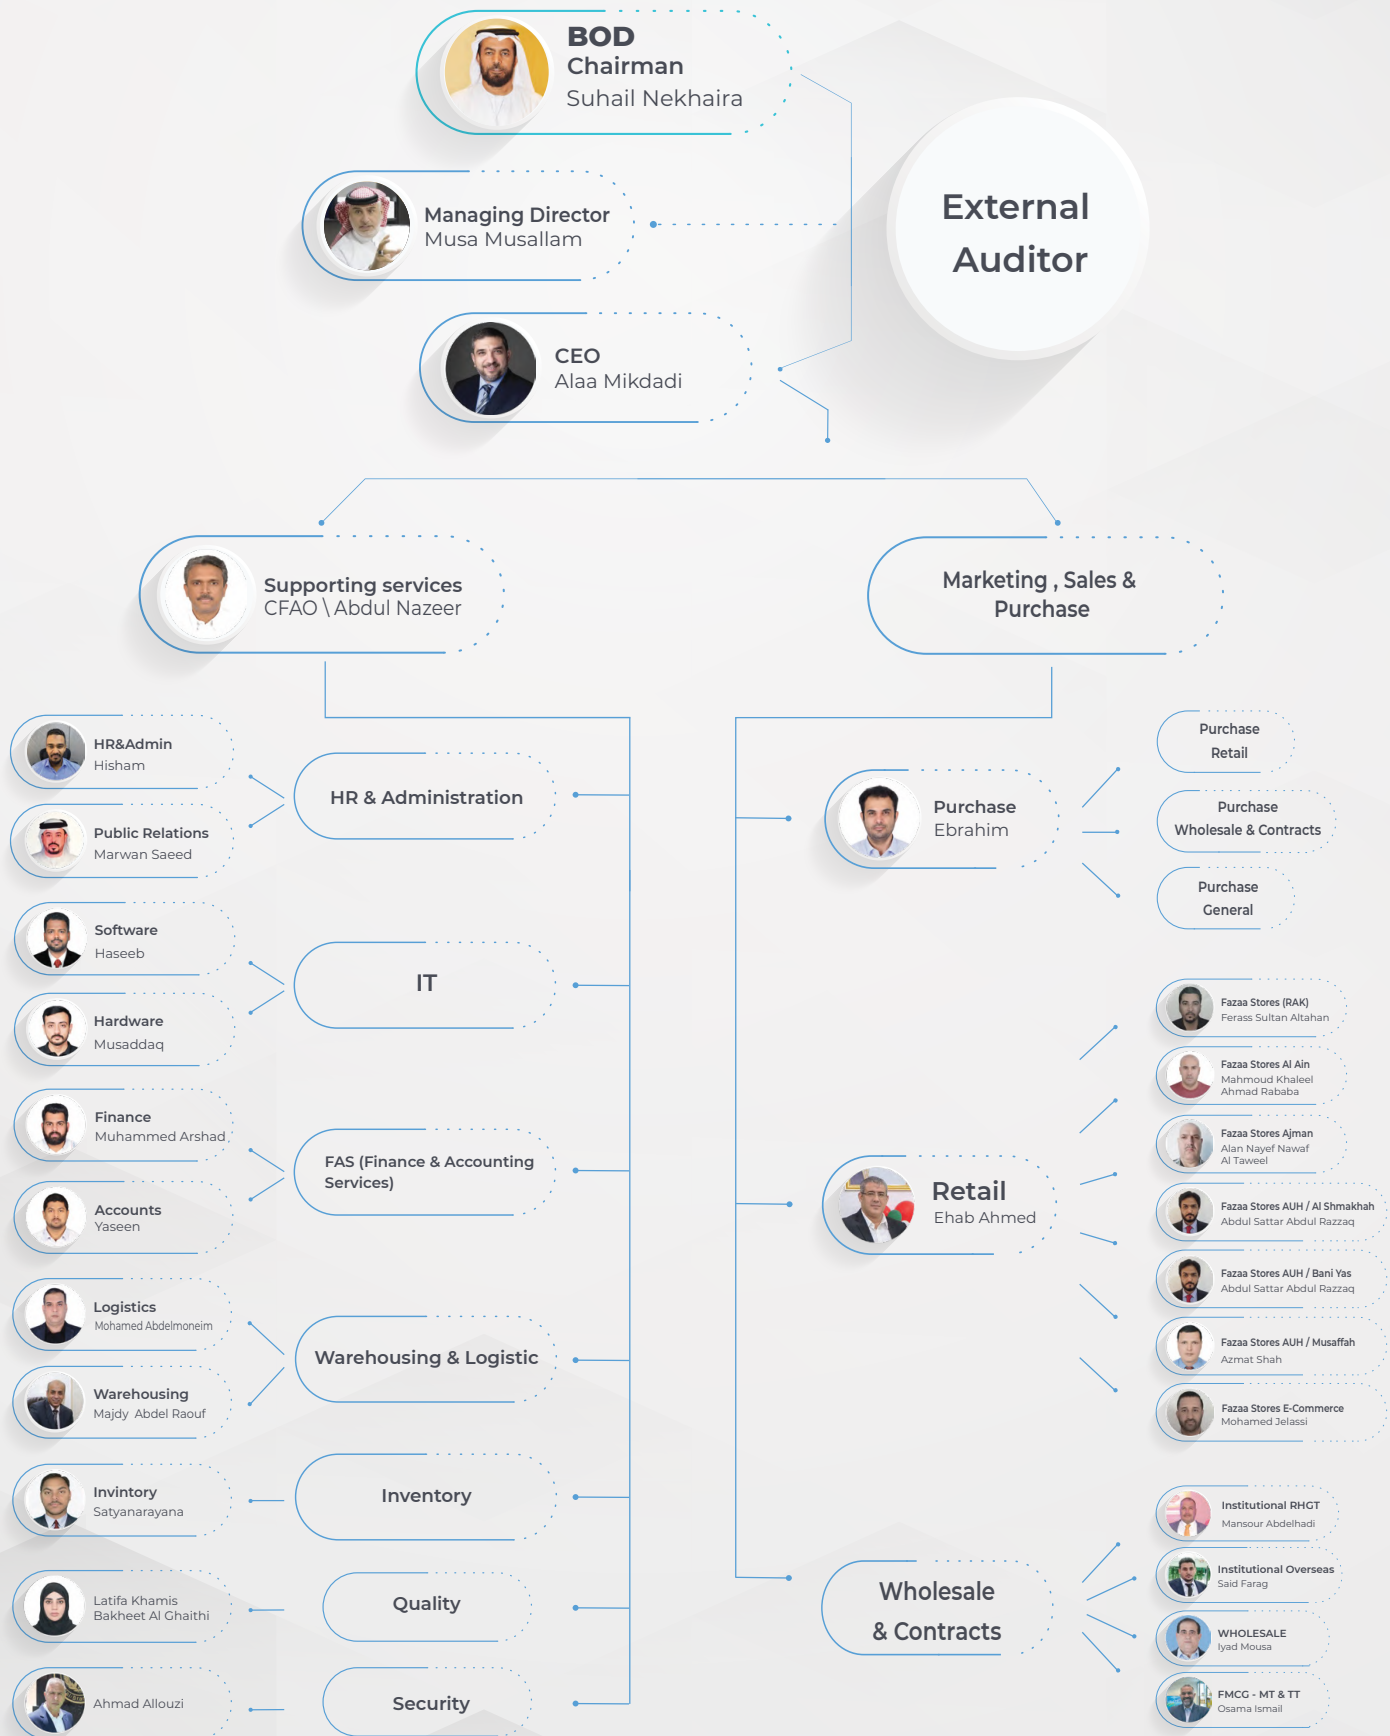 BOD
Chairman
Suhail Nekhaira
External
Auditor
Managing Director
Musa Musallam
CEO
Alaa Mikdadi
Supporting services
CFAO \ Abdul Nazeer
Marketing , Sales &
Purchase
HR&Admin
Hisham
Public Relations
Marwan Saeed
HR & Administration
Software
Haseeb
Hardware
Musaddaq
IT
Finance
Muhammed Arshad
Accounts
Yaseen
FAS (Finance & Accounting
Services)
Logistics
Mohamed Abdelmoneim
Warehousing
Majdy Abdel Raouf
Warehousing & Logistic
Invintory
Satyanarayana
Inventory
Latifa Khamis
Bakheet Al Ghaithi
Quality
Ahmad Allouzi
Security
Purchase
Ebrahim
Purchase
Retail
Purchase
Wholesale & Contracts
Purchase
General
Retail
Ehab Ahmed
Fazaa Stores (RAK)
Ferass Sultan Altahan
Fazaa Stores Al Ain
Mahmoud Khaleel
Ahmad Rababa
Fazaa Stores Ajman
Alan Nayef Nawaf
Al Taweel
Fazaa Stores AUH / Al Shmakhah
Abdul Sattar Abdul Razzaq
Fazaa Stores AUH / Bani Yas
Abdul Sattar Abdul Razzaq
Fazaa Stores AUH / Musaffah
Azmat Shah
Fazaa Stores E-Commerce
Mohamed Jelassi
Wholesale
& Contracts
Institutional RHGT
Mansour Abdelhadi
Institutional Overseas
Said Farag
WHOLESALE
Iyad Mousa
FMCG - MT & TT
Osama Ismail